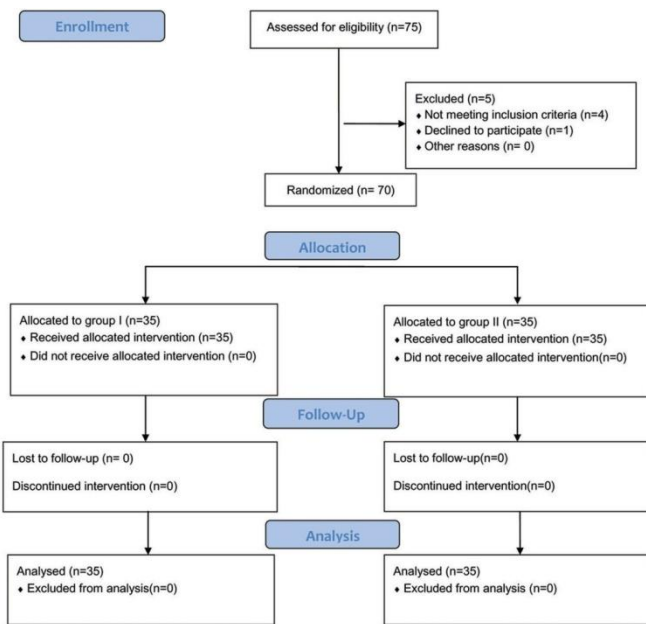 Enrollment
Assessed for eligibility (n=75)
Excluded (n=5)
♦ Not meeting inclusion criteria (n=4)
♦ Declined to participate (n=1)
♦ Other reasons (n= 0)
Randomized (n= 70)
Allocation
Allocated to group I (n=35)
♦ Received allocated intervention (n=35)
♦ Did not receive allocated intervention (n=0)
Allocated to group II (n=35)
♦ Received allocated intervention (n=35)
♦ Did not receive allocated intervention(n=0)
Follow-Up
Lost to follow-up (n= 0)
Discontinued intervention (n=0)
Lost to follow-up(n=0)
Discontinued intervention(n=0)
Analysis
Analysed (n=35)
♦ Excluded from analysis(n=0)
Analysed (n=35)
♦ Excluded from analysis (n=0)